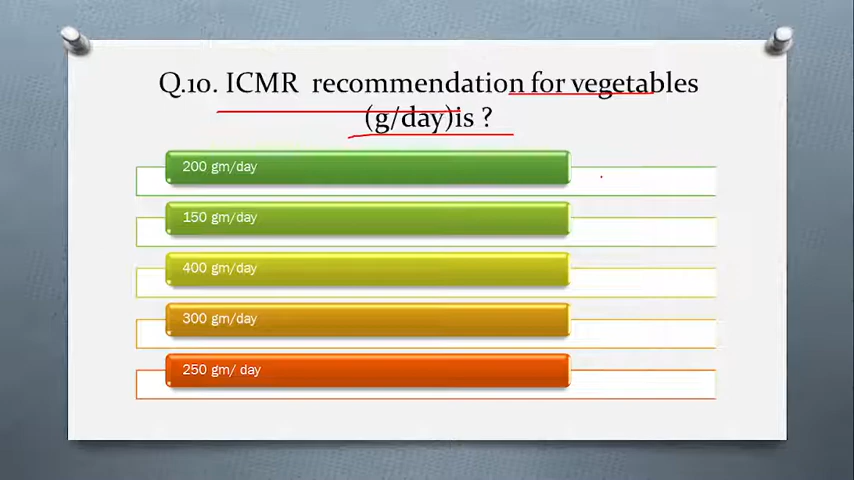 Q.10. ICMR recommendation for vegetables
(g/day)is ?
200 gm/day
150 gm/day
400 gm/day
300 gm/day
250 gm/ day